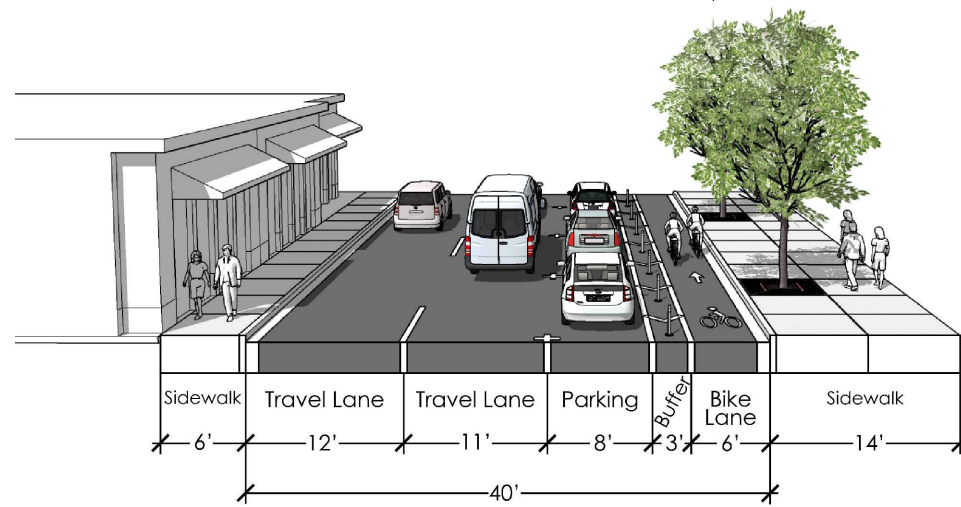 Sidewalk
Travel Lane
Travel Lane
Parking
Buffer
Bike
Lane
Sidewalk
6'
12'
11'
8'
3'
6'
14'
40'